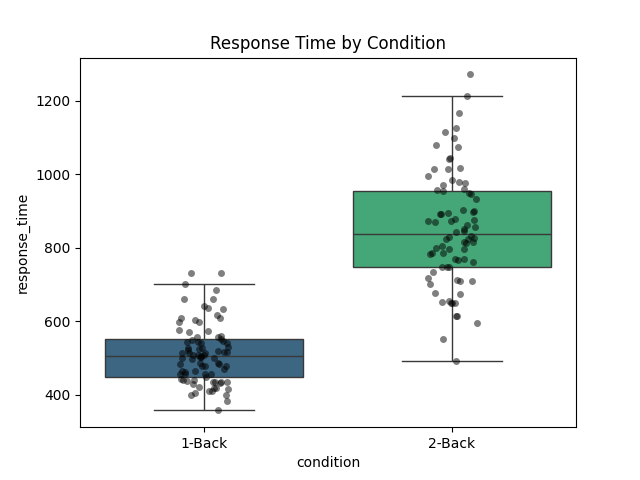 Response Time by Condition
1200
1000
800
600
400
response_time
1-Back
2-Back
condition